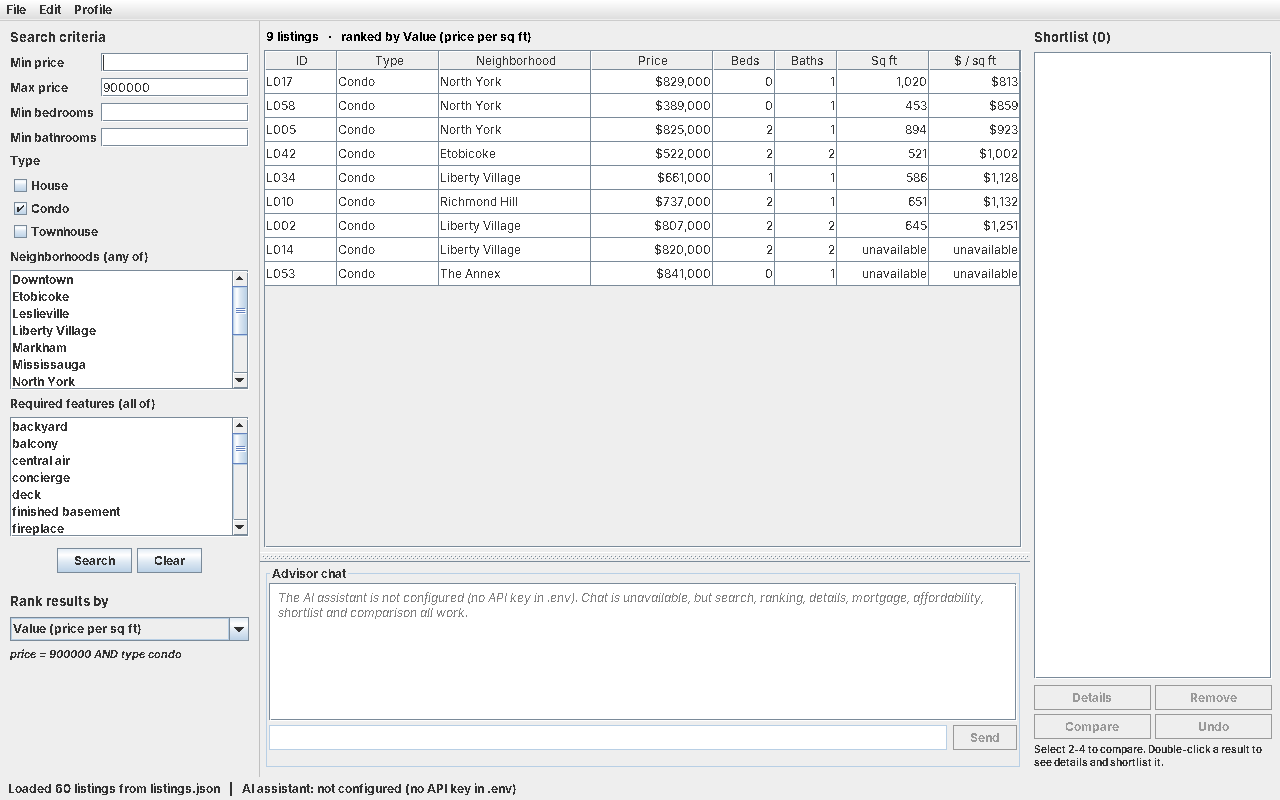 File Edit Profile
Search criteria
Min price
Max price 900000
Min bedrooms
Min bathrooms
Type
House
Condo
Townhouse
Neighborhoods (any of)
Downtown
Etobicoke
Leslieville
Liberty Village
Markham
Mississauga
North York
Required features (all of)
backyard
balcony
central air
concierge
deck
finished basement
fireplace
Search Clear
Rank results by
Value (price per sq ft)
price = 900000 AND type condo
9 listings · ranked by Value (price per sq ft)
ID Type Neighborhood Price Beds Baths Sq ft $ / sq ft
L017 Condo North York $829,000 0 1 1,020 $813
L058 Condo North York $389,000 0 1 453 $859
L005 Condo North York $825,000 2 1 894 $923
L042 Condo Etobicoke $522,000 2 2 521 $1,002
L034 Condo Liberty Village $661,000 1 1 586 $1,128
L010 Condo Richmond Hill $737,000 2 1 651 $1,132
L002 Condo Liberty Village $807,000 2 2 645 $1,251
L014 Condo Liberty Village $820,000 2 2 unavailable unavailable
L053 Condo The Annex $841,000 0 1 unavailable unavailable
Advisor chat
The AI assistant is not configured (no API key in .env). Chat is unavailable, but search, ranking, details, mortgage, affordability,
shortlist and comparison all work.
Send
Shortlist (0)
Details Remove
Compare Undo
Select 2-4 to compare. Double-click a result to
see details and shortlist it.
Loaded 60 listings from listings.json | AI assistant: not configured (no API key in .env)